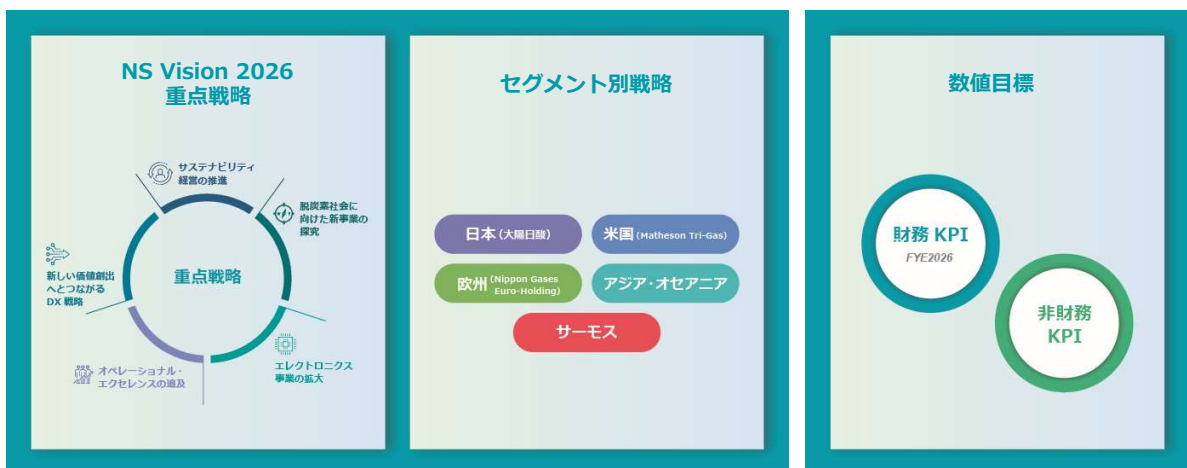 NS Vision 2026
重点戦略
サステナビリティ
経営の推進
脱炭素社会に
向けた新事業の
探究
新しい価値創出
へとつながる
DX 戦略
重点戦略
オペレーショナル・
エクセレンスの追及
エレクトロニクス
事業の拡大
セグメント別戦略
日本 (大陽日酸)
米国 (Matheson Tri-Gas)
欧州 (Nippon Gases
Euro-Holding)
アジア・オセアニア
サーモス
数値目標
財務 KPI
FYE2026
非財務
KPI